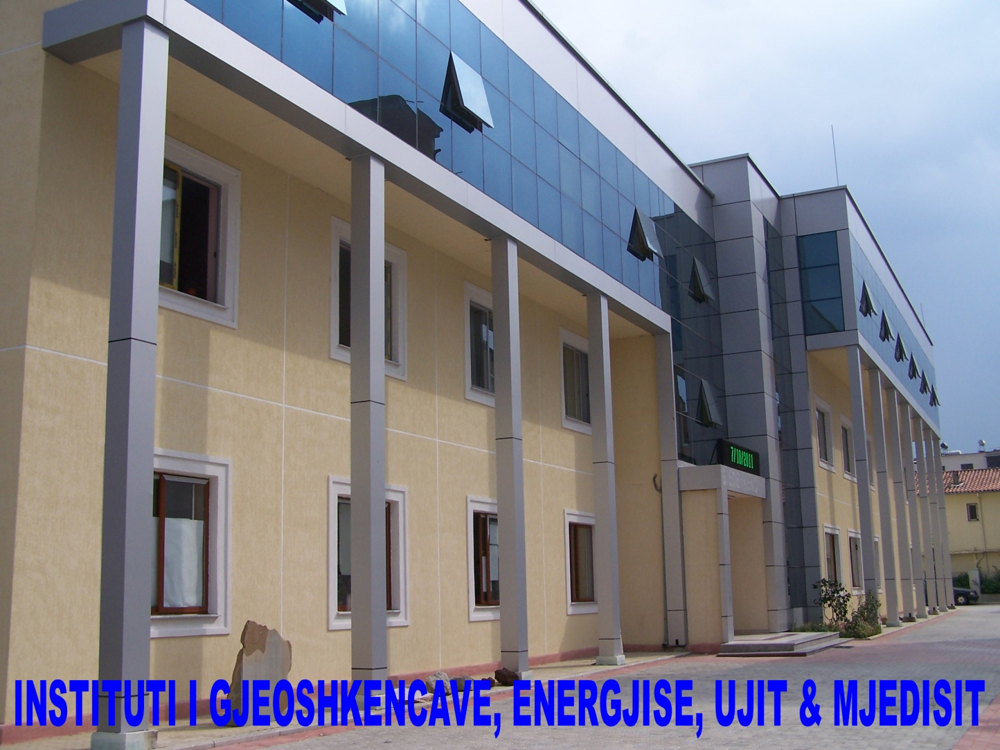 7/10/2011
INSTITUTI I GJEOSHKENCAVE, ENERGJISE, UJIT & MJEDISIT